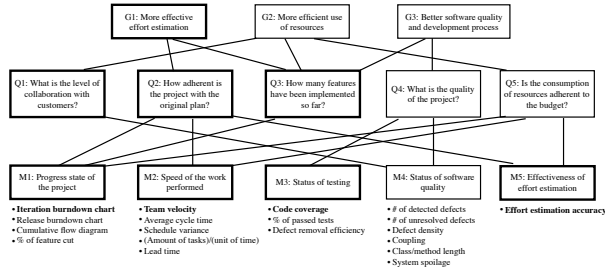 G1: More effective
effort estimation
G2: More efficient use
of resources
G3: Better software quality
and development process
Q1: What is the level of
collaboration with
customers?
Q2: How adherent is
the project with the
original plan?
Q3: How many features
have been implemented
so far?
Q4: What is the quality
of the project?
Q5: Is the consumption
of resources adherent to
the budget?
M1: Progress state of
the project
M2: Speed of the work
performed
M3: Status of testing
M4: Status of software
quality
M5: Effectiveness of
effort estimation
• Iteration burndown chart
• Release burndown chart
• Cumulative flow diagram
• % of feature cut
• Team velocity
• Average cycle time
• Schedule variance
• (Amount of tasks)/(unit of time)
• Lead time
• Code coverage
• % of passed tests
• Defect removal efficiency
• # of detected defects
• # of unresolved defects
• Defect density
• Coupling
• Class/method length
• System spoilage
• Effort estimation accuracy